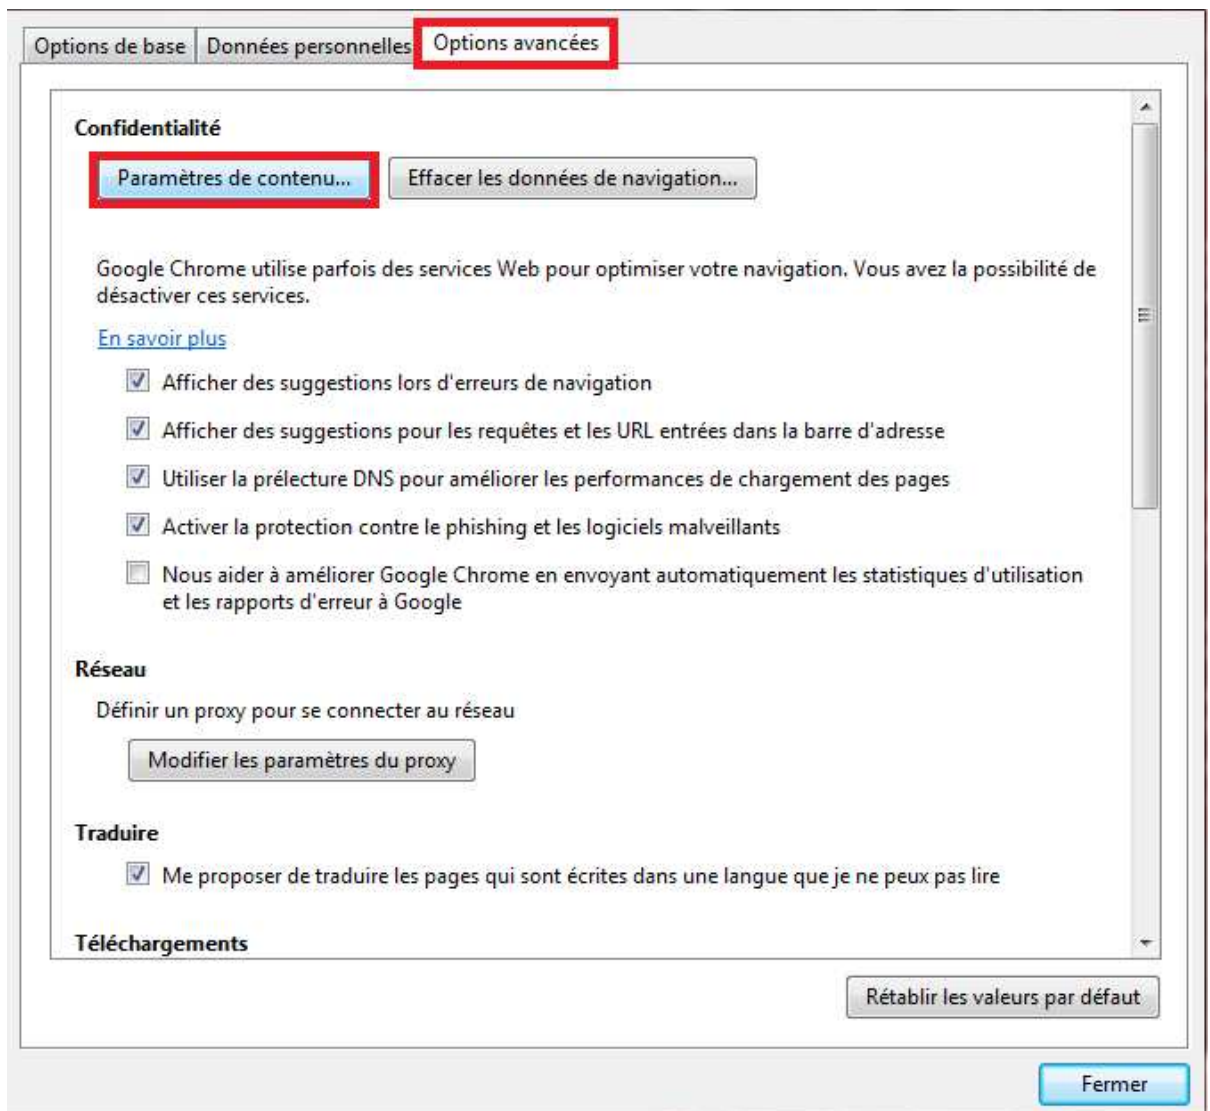 Options de base
Données personnelles
Options avancées
Confidentialité
Paramètres de contenu...
Effacer les données de navigation...
Google Chrome utilise parfois des services Web pour optimiser votre navigation. Vous avez la possibilité de
désactiver ces services.
En savoir plus
Afficher des suggestions lors d'erreurs de navigation
Afficher des suggestions pour les requêtes et les URL entrées dans la barre d'adresse
Utiliser la prélecture DNS pour améliorer les performances de chargement des pages
Activer la protection contre le phishing et les logiciels malveillants
Nous aider à améliorer Google Chrome en envoyant automatiquement les statistiques d'utilisation
et les rapports d'erreur à Google
Réseau
Définir un proxy pour se connecter au réseau
Modifier les paramètres du proxy
Traduire
Me proposer de traduire les pages qui sont écrites dans une langue que je ne peux pas lire
Téléchargements
Rétablir les valeurs par défaut
Fermer